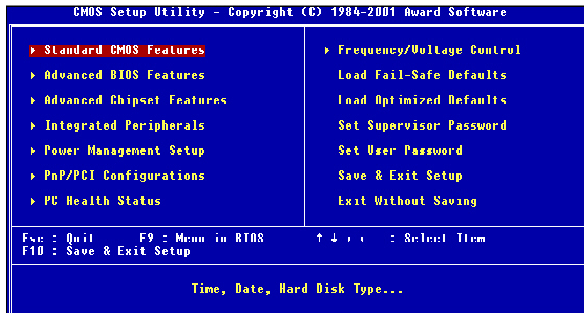 CMOS Setup Utility - Copyright (C) 1984-2001 Award Software
Standard CMOS Features
Advanced BIOS Features
Advanced Chipset Features
Integrated Peripherals
Power Management Setup
PnP/PCI Configurations
PC Health Status
Frequency/Voltage Control
Load Fail-Safe Defaults
Load Optimized Defaults
Set Supervisor Password
Set User Password
Save & Exit Setup
Exit Without Saving
Esc : Quit F9 : Menu in BIOS ↑ ↓ → ← : Select Item
F10 : Save & Exit Setup
Time, Date, Hard Disk Type...